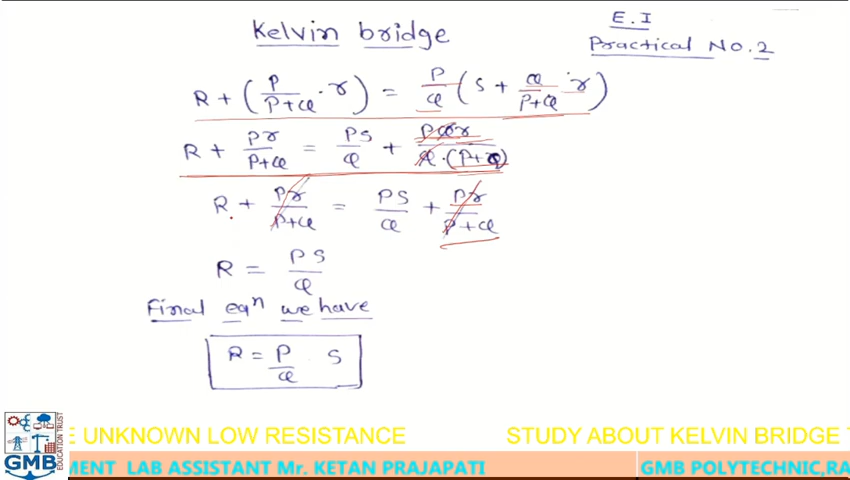 E.I
Kelvin bridge
Practical No.2
R + (P/P+Q · r) = P/Q (S + Q/P+Q · r)
R + Pr/P+Q = PS/Q + PQr/Q·(P+Q)
R + Pr/P+Q = PS/Q + Pr/P+Q
R = PS/Q
Final eqn we have
R = P/Q S
E UNKNOWN LOW RESISTANCE STUDY ABOUT KELVIN BRIDGE
MENT LAB ASSISTANT Mr. KETAN PRAJAPATI GMB POLYTECHNIC,RA
GMB
EDUCATION TRUST